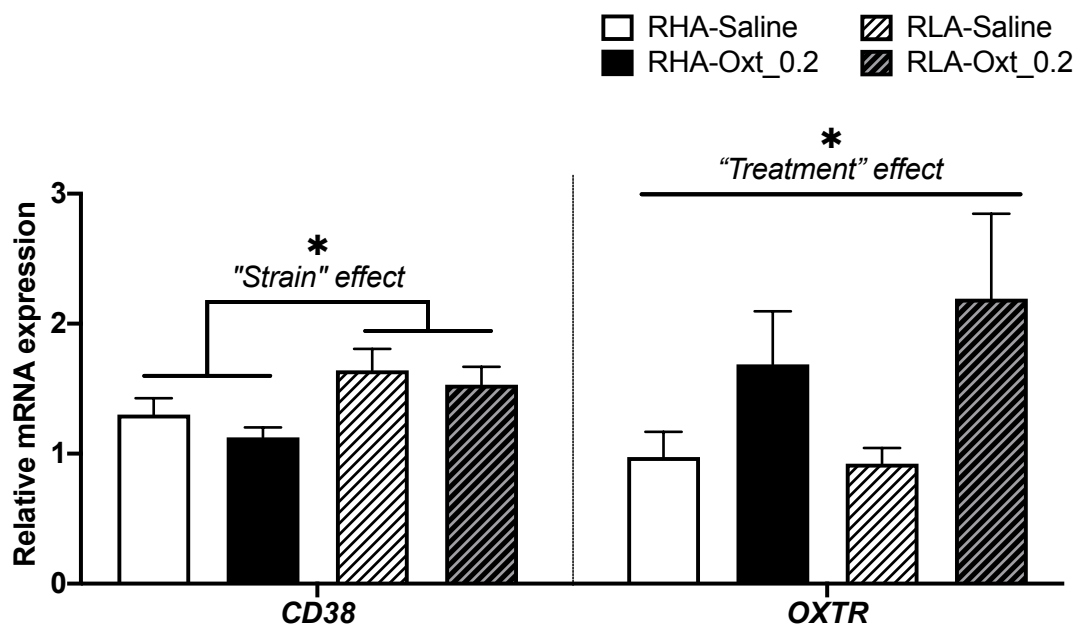 RHA-Saline RLA-Saline
RHA-Oxt_0.2 RLA-Oxt_0.2
*
“Treatment” effect
*
"Strain" effect
Relative mRNA expression
3
2
1
0
CD38 OXTR